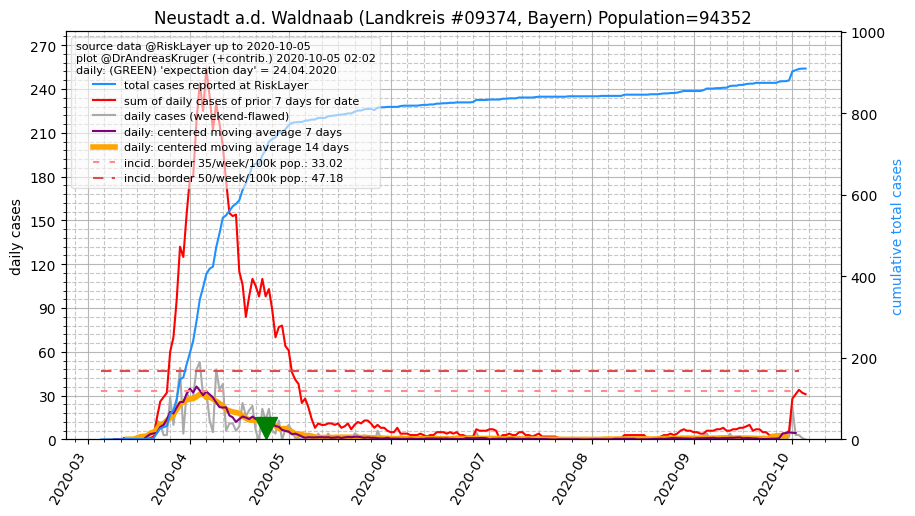 Neustadt a.d. Waldnaab (Landkreis #09374, Bayern) Population=94352
source data @RiskLayer up to 2020-10-05
plot @DrAndreasKruger (+contrib.) 2020-10-05 02:02
daily: (GREEN) 'expectation day' = 24.04.2020
total cases reported at RiskLayer
sum of daily cases of prior 7 days for date
daily cases (weekend-flawed)
daily: centered moving average 7 days
daily: centered moving average 14 days
incid. border 35/week/100k pop.: 33.02
incid. border 50/week/100k pop.: 47.18
daily cases
270
240
210
180
150
120
90
60
30
0
cumulative total cases
1000
800
600
400
200
0
2020-03
2020-04
2020-05
2020-06
2020-07
2020-08
2020-09
2020-10